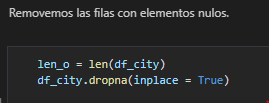 Removemos las filas con elementos nulos.
len_o = len(df_city)
df_city.dropna(inplace = True)